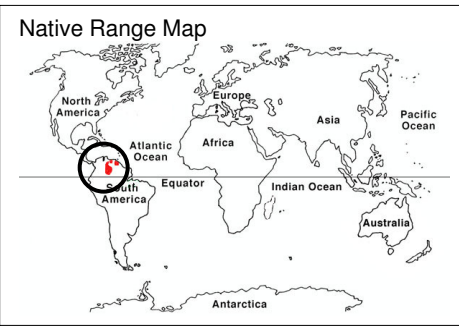 Native Range Map
North
America
Europe
Asia
Pacific
Ocean
Atlantic
Ocean
Africa
South
America
Equator
Indian Ocean
Australia
Antarctica